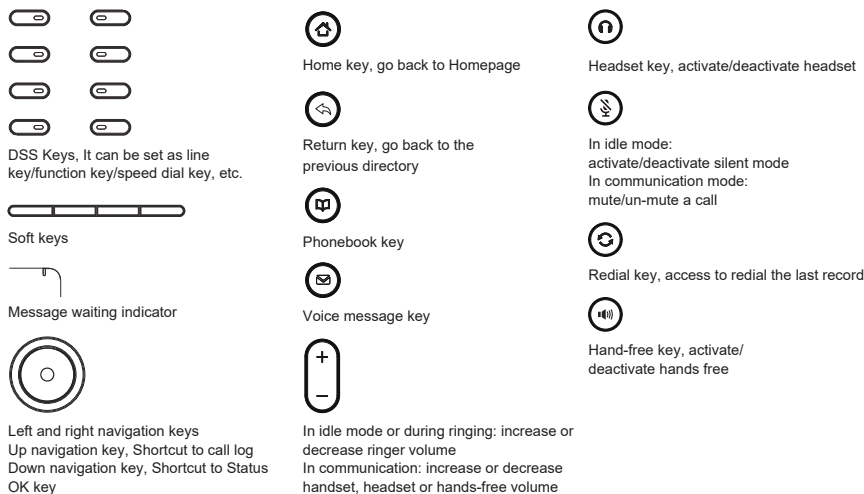 DSS Keys, It can be set as line
key/function key/speed dial key, etc.
Soft keys
Message waiting indicator
Left and right navigation keys
Up navigation key, Shortcut to call log
Down navigation key, Shortcut to Status
OK key
Home key, go back to Homepage
Return key, go back to the
previous directory
Phonebook key
Voice message key
In idle mode or during ringing: increase or
decrease ringer volume
In communication: increase or decrease
handset, headset or hands-free volume
Headset key, activate/deactivate headset
In idle mode:
activate/deactivate silent mode
In communication mode:
mute/un-mute a call
Redial key, access to redial the last record
Hand-free key, activate/
deactivate hands free